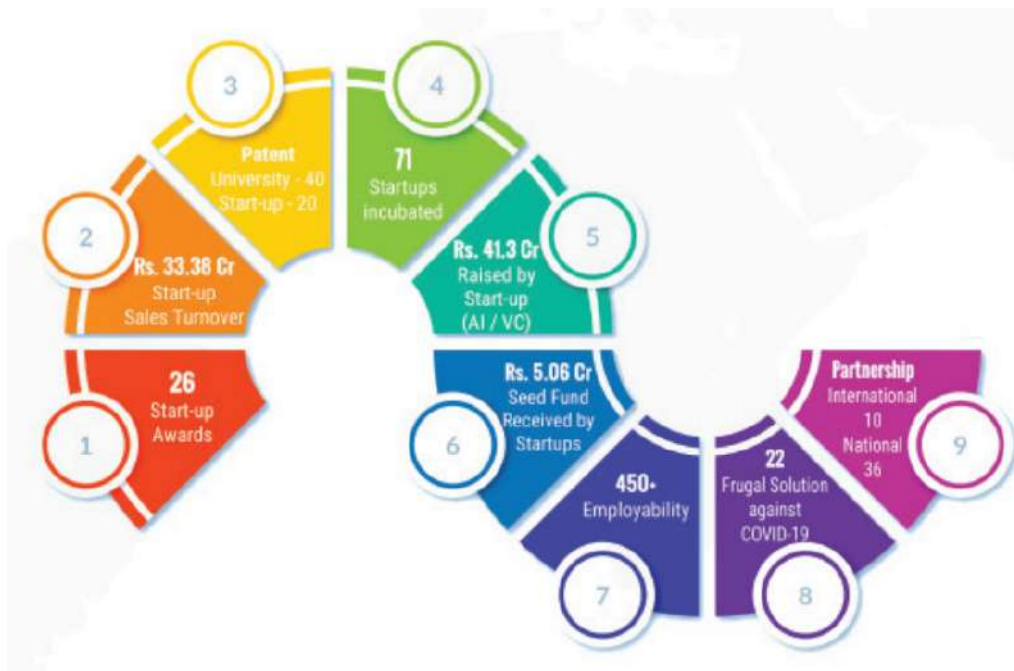 1
26
Start-up
Awards
2
Rs. 33.38 Cr
Start-up
Sales Turnover
3
Patent
University - 40
Start-up - 20
4
71
Startups
incubated
5
Rs. 41.3 Cr
Raised by
Start-up
(AI / VC)
6
Rs. 5.06 Cr
Seed Fund
Received by
Startups
7
450+
Employability
8
22
Frugal Solution
against
COVID-19
9
Partnership
International
10
National
36